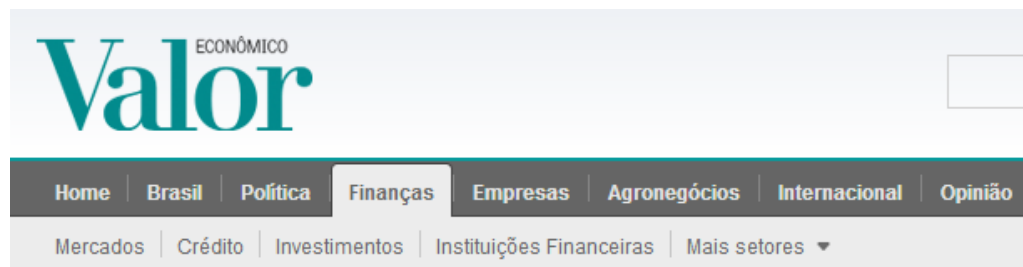 ECONÔMICO
Valor
Home Brasil Política Finanças Empresas Agronegócios Internacional Opinião
Mercados Crédito Investimentos Instituições Financeiras Mais setores